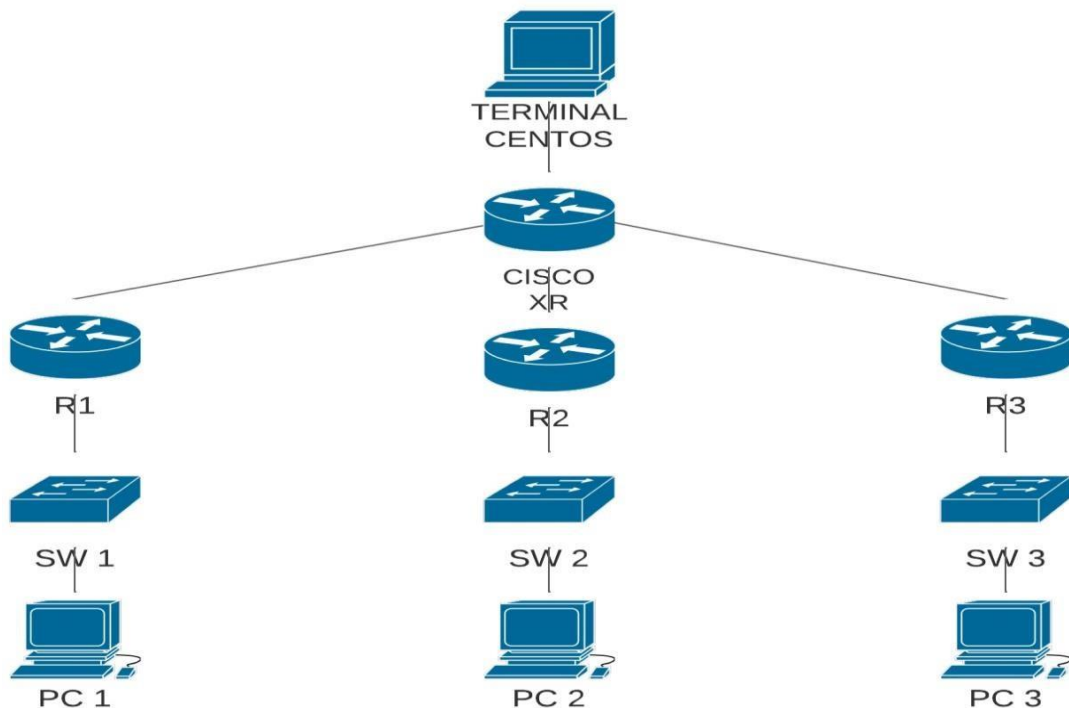 TERMINAL
CENTOS
CISCO
XR
R1
R2
R3
SW 1
SW 2
SW 3
PC 1
PC 2
PC 3